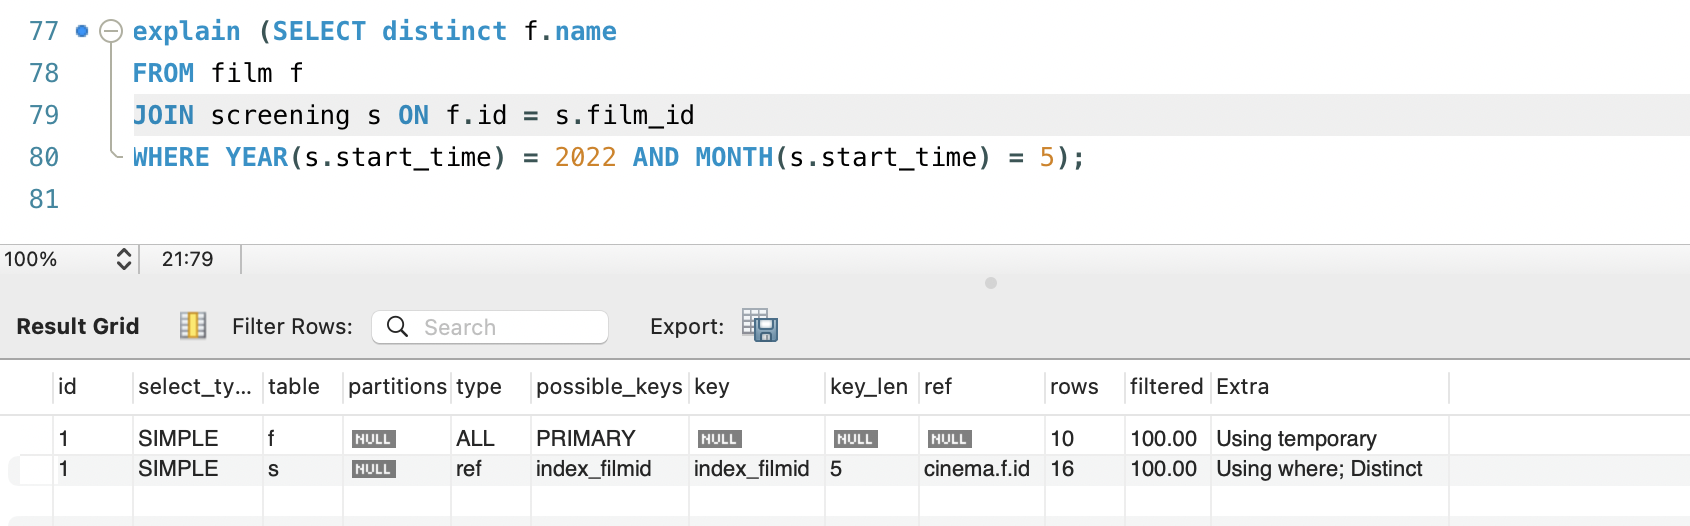 77 explain (SELECT distinct f.name
78 FROM film f
79 JOIN screening s ON f.id = s.film_id
80 WHERE YEAR(s.start_time) = 2022 AND MONTH(s.start_time) = 5);
81
100% 21:79
Result Grid Filter Rows: Search Export:
id select_ty... table partitions type possible_keys key key_len ref rows filtered Extra
1 SIMPLE f NULL ALL PRIMARY NULL NULL NULL 10 100.00 Using temporary
1 SIMPLE s NULL ref index_filmid index_filmid 5 cinema.f.id 16 100.00 Using where; Distinct